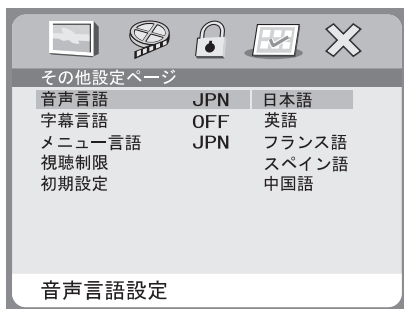 その他設定ページ
音声言語 JPN 日本語
字幕言語 OFF 英語
メニュー言語 JPN フランス語
視聴制限 スペイン語
初期設定 中国語
音声言語設定